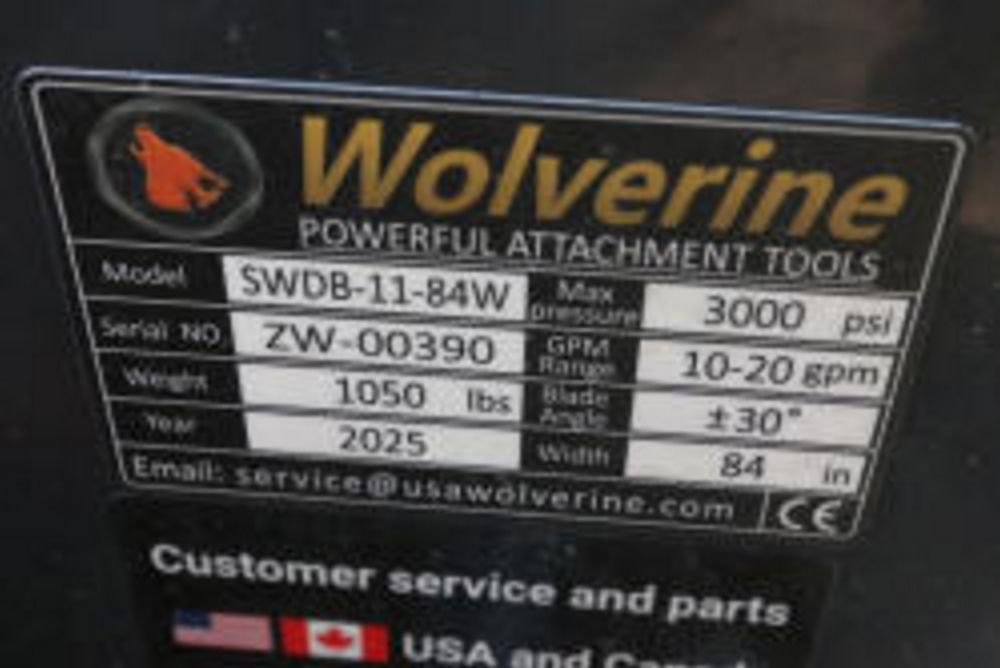 Wolverine
POWERFUL ATTACHMENT TOOLS
Model SWDB-11-84W Max pressure 3000 psi
Serial NO ZW-00390 GPM Range 10-20 gpm
Weight 1050 lbs Blade Angle ±30°
Year 2025 Width 84 in
Email: service@usawolverine.com CE
Customer service and parts
USA and